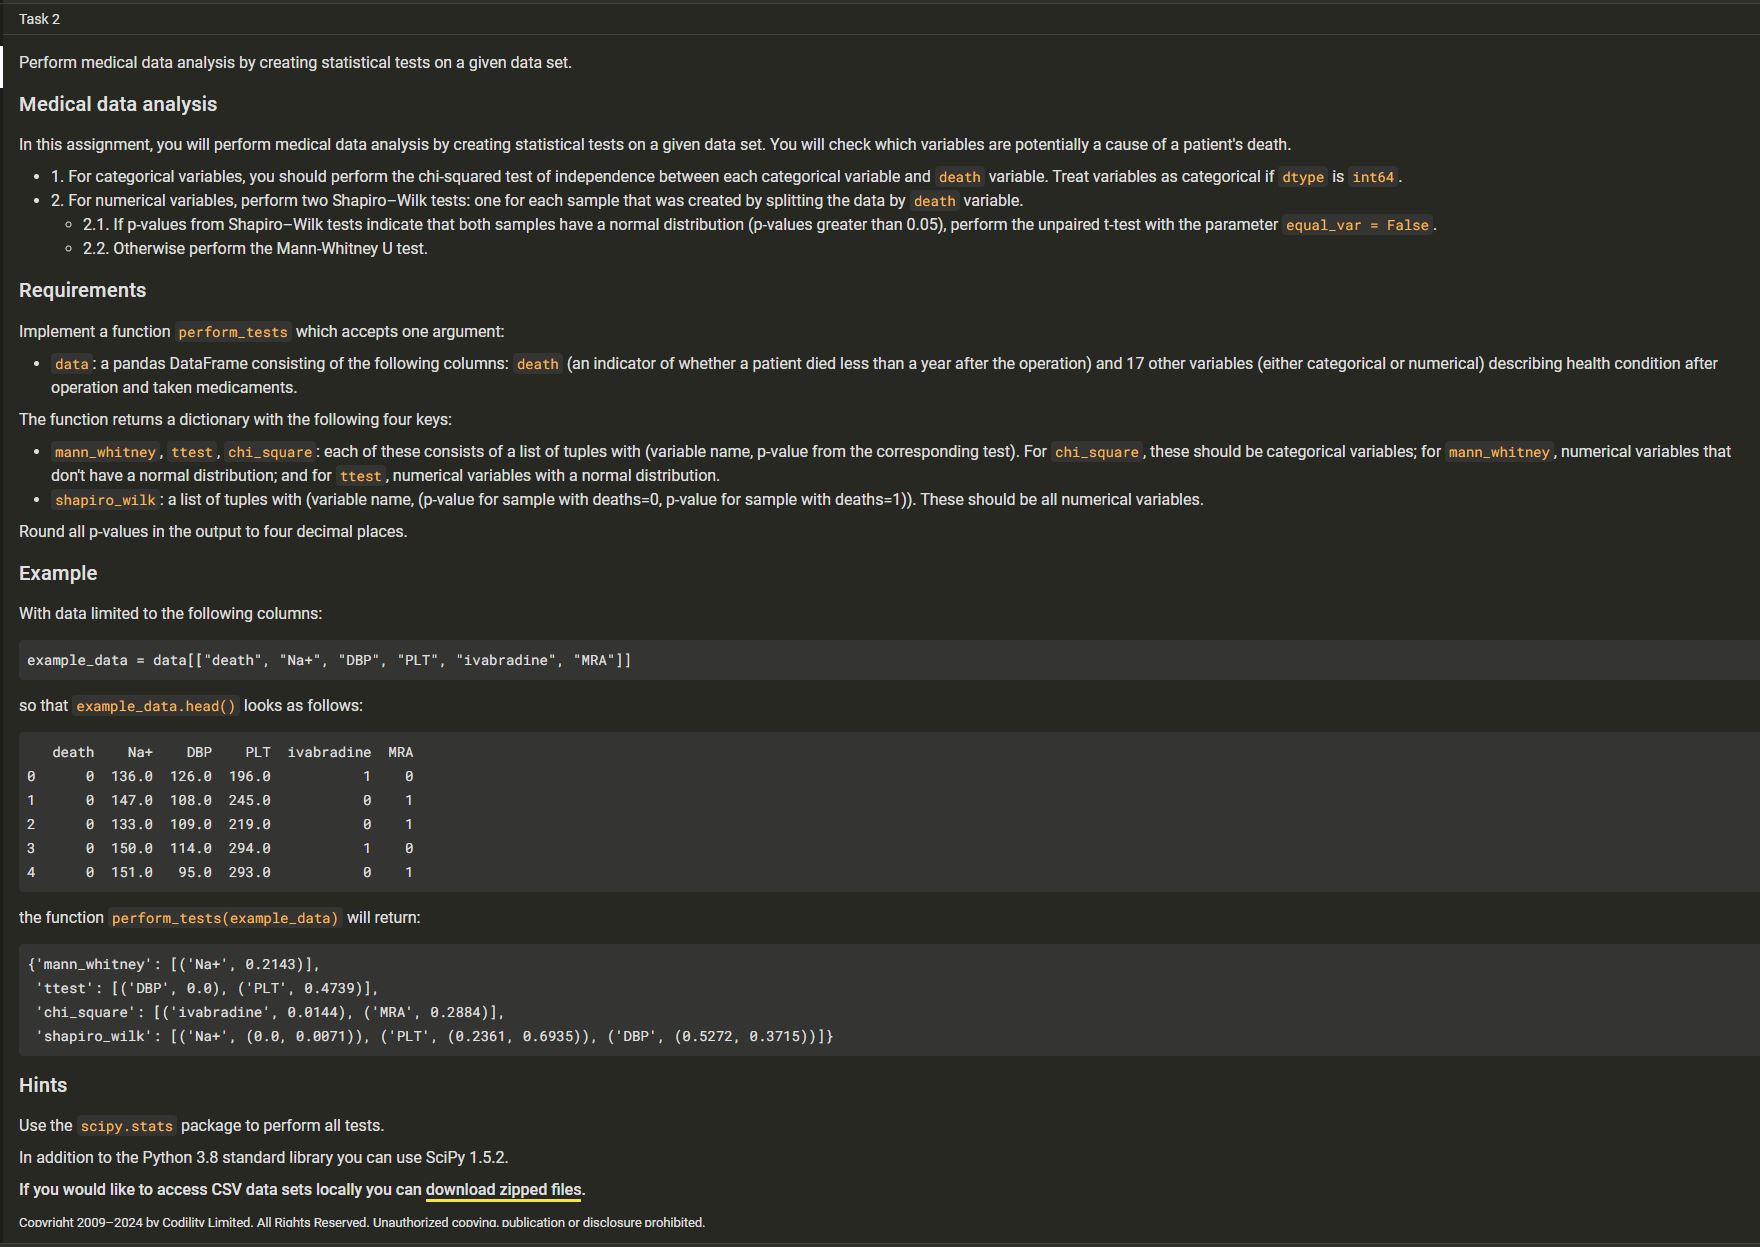 Task 2
Perform medical data analysis by creating statistical tests on a given data set.
Medical data analysis
In this assignment, you will perform medical data analysis by creating statistical tests on a given data set. You will check which variables are potentially a cause of a patient's death.
• 1. For categorical variables, you should perform the chi-squared test of independence between each categorical variable and death variable. Treat variables as categorical if dtype is int64.
• 2. For numerical variables, perform two Shapiro–Wilk tests: one for each sample that was created by splitting the data by death variable.
◦ 2.1. If p-values from Shapiro–Wilk tests indicate that both samples have a normal distribution (p-values greater than 0.05), perform the unpaired t-test with the parameter equal_var = False.
◦ 2.2. Otherwise perform the Mann-Whitney U test.
Requirements
Implement a function perform_tests which accepts one argument:
• data: a pandas DataFrame consisting of the following columns: death (an indicator of whether a patient died less than a year after the operation) and 17 other variables (either categorical or numerical) describing health condition after
operation and taken medicaments.
The function returns a dictionary with the following four keys:
• mann_whitney, ttest, chi_square: each of these consists of a list of tuples with (variable name, p-value from the corresponding test). For chi_square, these should be categorical variables; for mann_whitney, numerical variables that
don't have a normal distribution; and for ttest, numerical variables with a normal distribution.
• shapiro_wilk: a list of tuples with (variable name, (p-value for sample with deaths=0, p-value for sample with deaths=1)). These should be all numerical variables.
Round all p-values in the output to four decimal places.
Example
With data limited to the following columns:
example_data = data[["death", "Na+", "DBP", "PLT", "ivabradine", "MRA"]]
so that example_data.head() looks as follows:
death Na+ DBP PLT ivabradine MRA
0 0 136.0 126.0 196.0 1 0
1 0 147.0 108.0 245.0 0 1
2 0 133.0 109.0 219.0 0 1
3 0 150.0 114.0 294.0 1 0
4 0 151.0 95.0 293.0 0 1
the function perform_tests(example_data) will return:
{'mann_whitney': [('Na+', 0.2143)],
'ttest': [('DBP', 0.0), ('PLT', 0.4739)],
'chi_square': [('ivabradine', 0.0144), ('MRA', 0.2884)],
'shapiro_wilk': [('Na+', (0.0, 0.0071)), ('PLT', (0.2361, 0.6935)), ('DBP', (0.5272, 0.3715))]}
Hints
Use the scipy.stats package to perform all tests.
In addition to the Python 3.8 standard library you can use SciPy 1.5.2.
If you would like to access CSV data sets locally you can download zipped files.
Copyright 2009–2024 by Codility Limited. All Rights Reserved. Unauthorized copying, publication or disclosure prohibited.